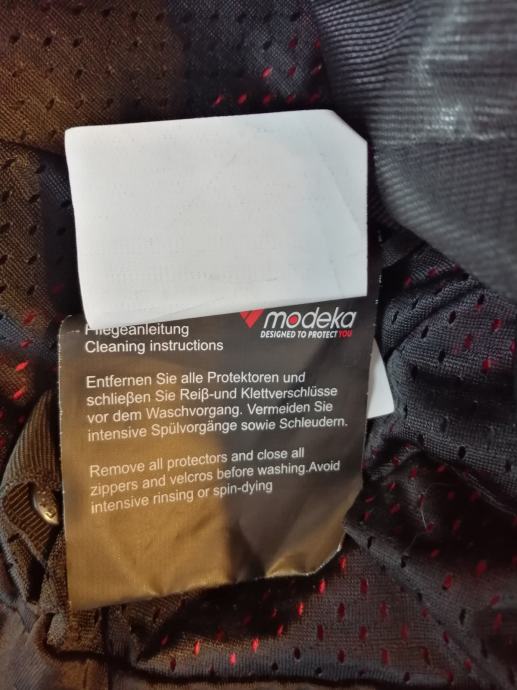 modeka
DESIGNED TO PROTECT YOU
Pflegeanleitung
Cleaning instructions
Entfernen Sie alle Protektoren und
schließen Sie Reiß-und Klettverschlüsse
vor dem Waschvorgang. Vermeiden Sie
intensive Spülvorgänge sowie Schleudern.
Remove all protectors and close all
zippers and velcros before washing.Avoid
intensive rinsing or spin-dying